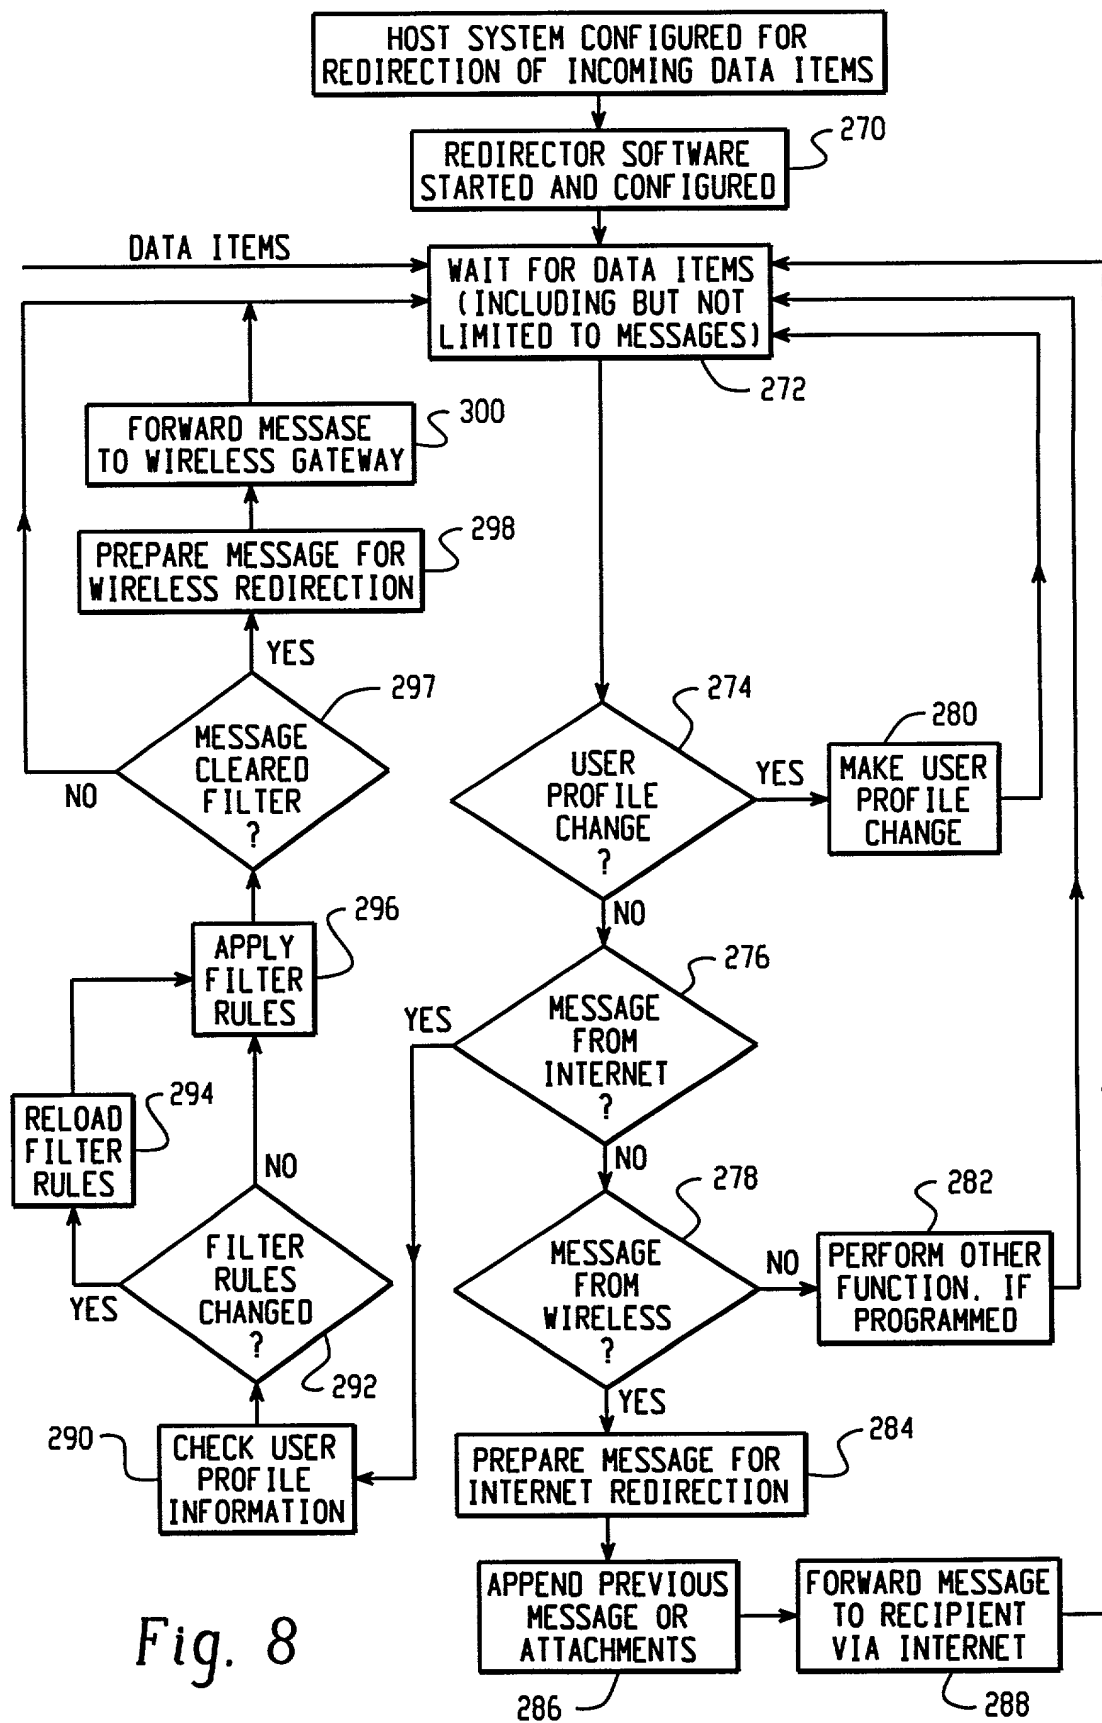 HOST SYSTEM CONFIGURED FOR
REDIRECTION OF INCOMING DATA ITEMS
270
REDIRECTOR SOFTWARE
STARTED AND CONFIGURED
DATA ITEMS
WAIT FOR DATA ITEMS
(INCLUDING BUT NOT
LIMITED TO MESSAGES)
272
300
FORWARD MESSASE
TO WIRELESS GATEWAY
298
PREPARE MESSAGE FOR
WIRELESS REDIRECTION
YES
297
MESSAGE
CLEARED
FILTER
?
NO
274
USER
PROFILE
CHANGE
?
YES
280
MAKE USER
PROFILE
CHANGE
NO
296
APPLY
FILTER
RULES
276
MESSAGE
FROM
INTERNET
?
YES
294
RELOAD
FILTER
RULES
NO
NO
278
MESSAGE
FROM
WIRELESS
?
NO
282
PERFORM OTHER
FUNCTION. IF
PROGRAMMED
FILTER
RULES
CHANGED
?
YES
292
YES
290
CHECK USER
PROFILE
INFORMATION
284
PREPARE MESSAGE FOR
INTERNET REDIRECTION
APPEND PREVIOUS
MESSAGE OR
ATTACHMENTS
286
FORWARD MESSAGE
TO RECIPIENT
VIA INTERNET
288
Fig. 8